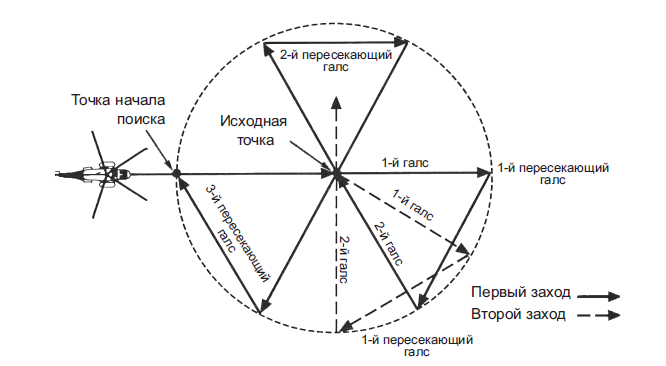 2-й пересекающий
галс
Точка начала
поиска
Исходная
точка
1-й галс
1-й пересекающий
галс
3-й пересекающий
галс
1-й галс
2-й галс
2-й галс
Первый заход
Второй заход
1-й пересекающий
галс